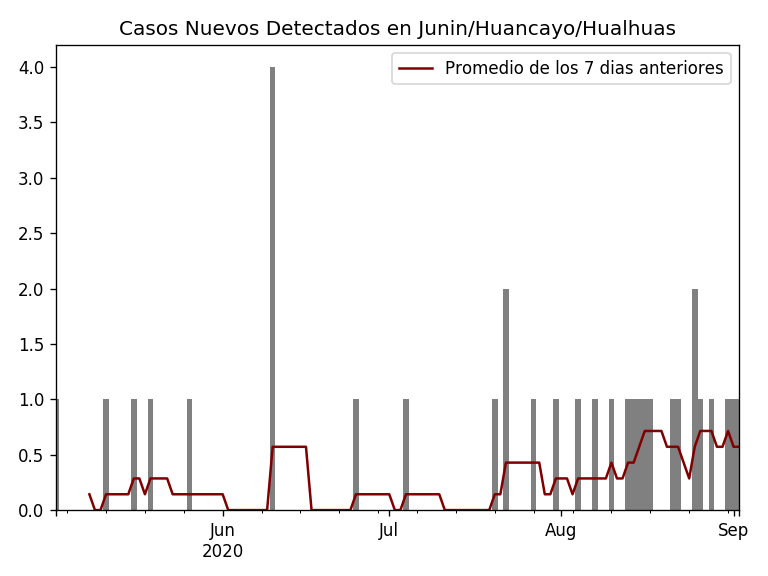 Casos Nuevos Detectados en Junin/Huancayo/Hualhuas
Promedio de los 7 dias anteriores
4.0
3.5
3.0
2.5
2.0
1.5
1.0
0.5
0.0
Jun
2020
Jul
Aug
Sep